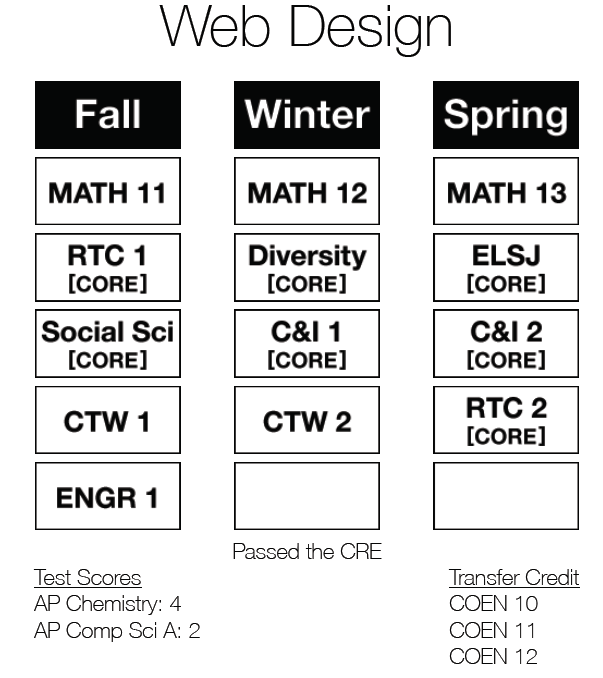 Web Design
Fall Winter Spring
MATH 11 MATH 12 MATH 13
RTC 1 Diversity ELSJ
[CORE] [CORE] [CORE]
Social Sci C&I 1 C&I 2
[CORE] [CORE] [CORE]
CTW 1 CTW 2 RTC 2
[CORE]
ENGR 1
Passed the CRE
Test Scores Transfer Credit
AP Chemistry: 4 COEN 10
AP Comp Sci A: 2 COEN 11
COEN 12